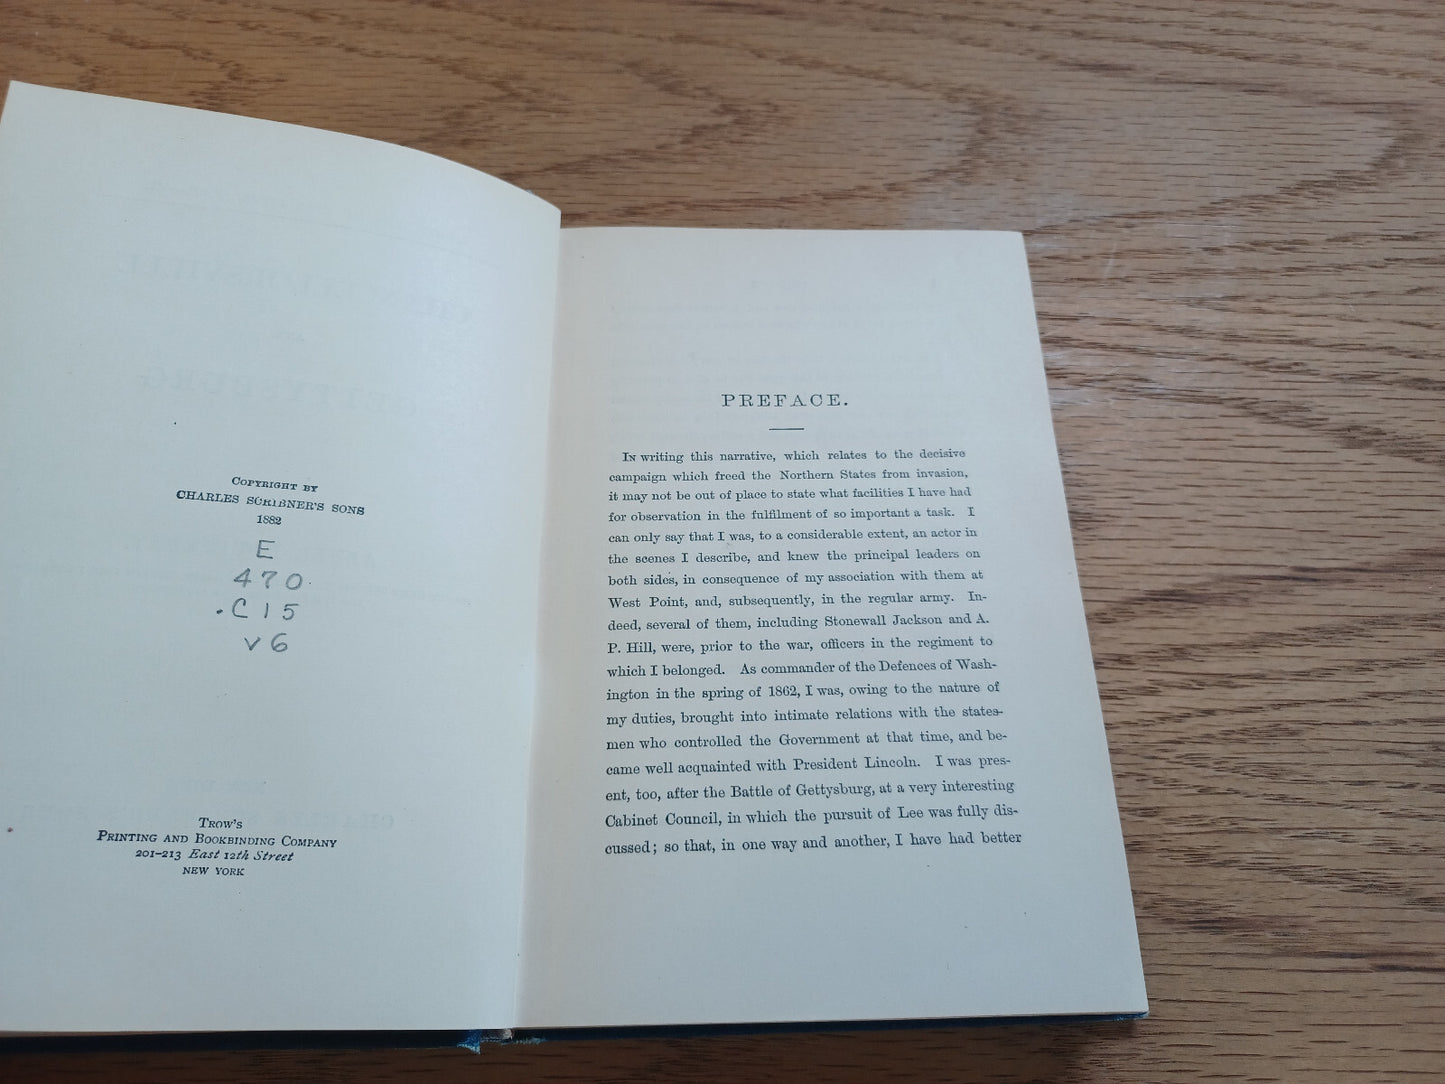 COPYRIGHT BY
CHARLES SCRIBNER'S SONS
1882
E
470
.C15
v6
TROW'S
PRINTING AND BOOKBINDING COMPANY
201-213 East 12th Street
NEW YORK
PREFACE.
IN writing this narrative, which relates to the decisive
campaign which freed the Northern States from invasion,
it may not be out of place to state what facilities I have had
for observation in the fulfilment of so important a task. I
can only say that I was, to a considerable extent, an actor in
the scenes I describe, and knew the principal leaders on
both sides, in consequence of my association with them at
West Point, and, subsequently, in the regular army. In-
deed, several of them, including Stonewall Jackson and A.
P. Hill, were, prior to the war, officers in the regiment to
which I belonged. As commander of the Defences of Wash-
ington in the spring of 1862, I was, owing to the nature of
my duties, brought into intimate relations with the states-
men who controlled the Government at that time, and be-
came well acquainted with President Lincoln. I was pres-
ent, too, after the Battle of Gettysburg, at a very interesting
Cabinet Council, in which the pursuit of Lee was fully dis-
cussed; so that, in one way and another, I have had better